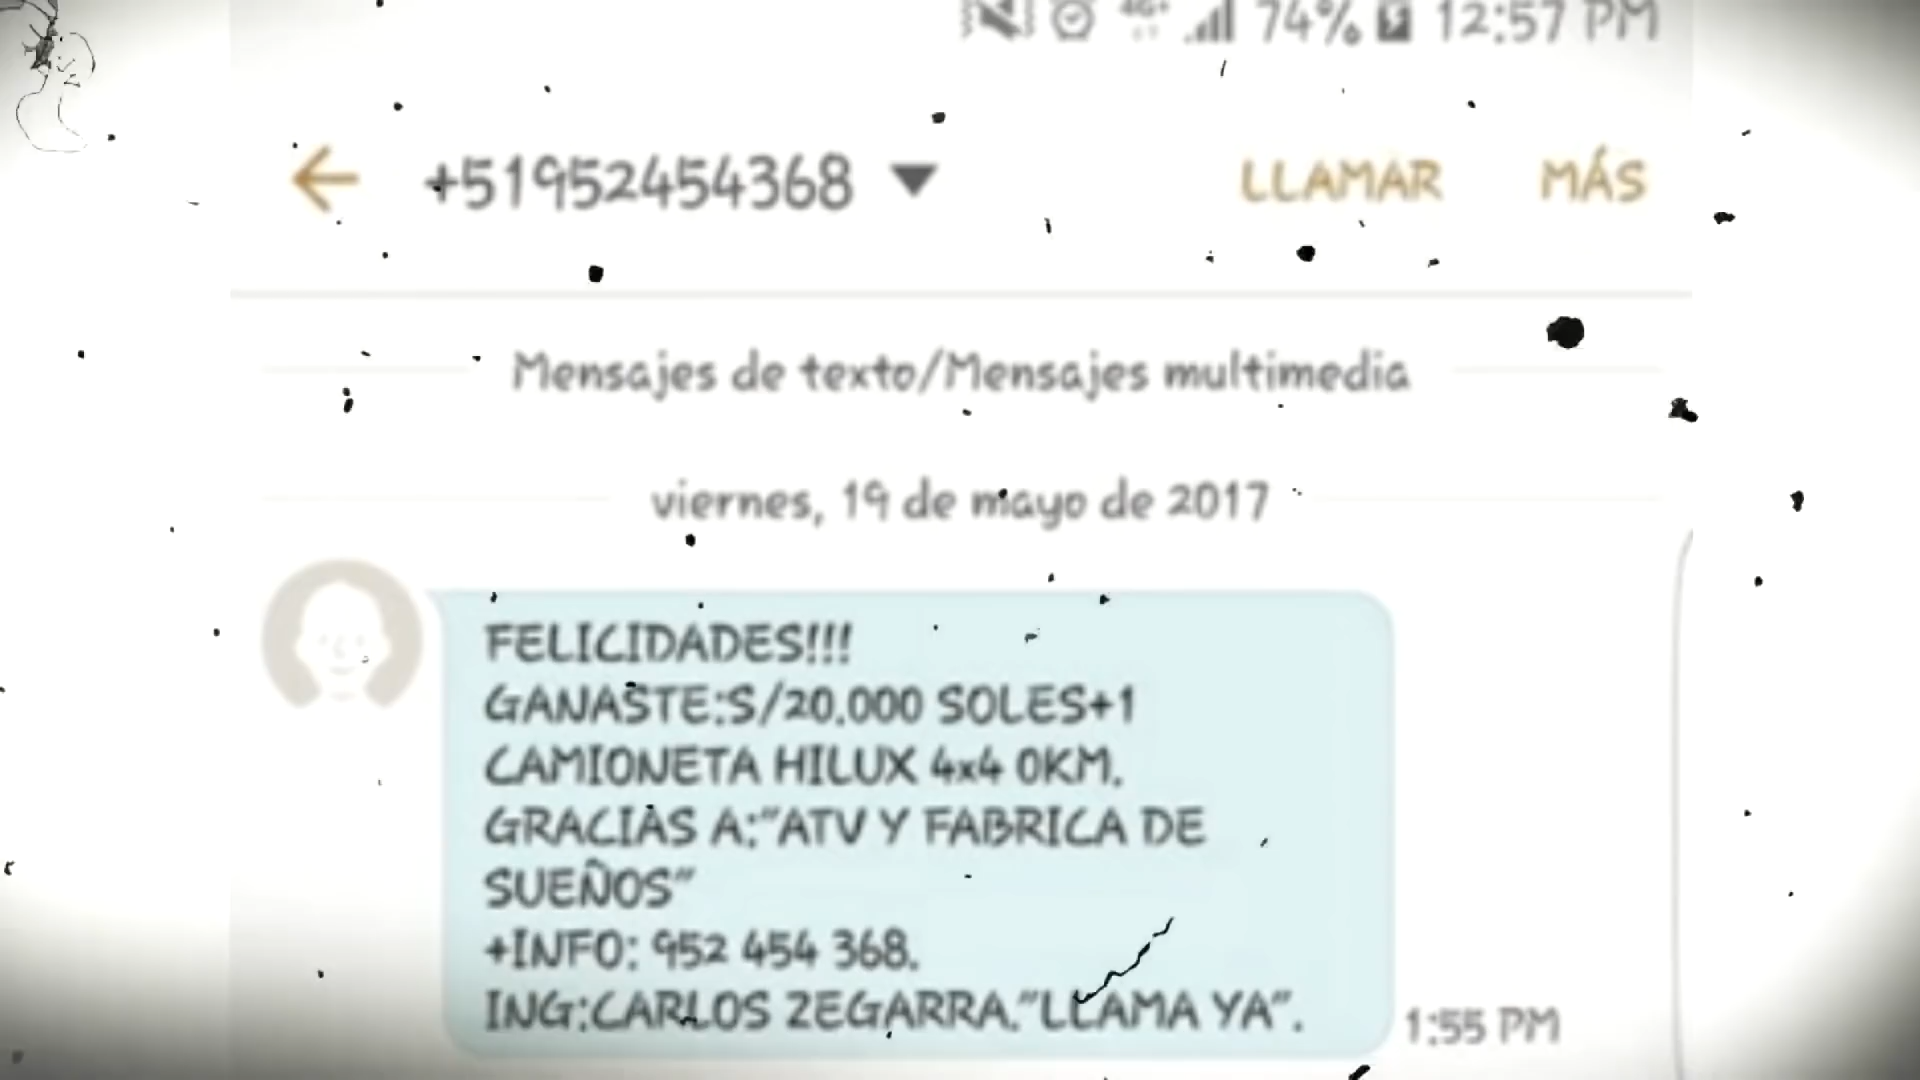 4G+ 74% 12:57 PM
+51952454368 LLAMAR MÁS
Mensajes de texto/Mensajes multimedia
viernes, 19 de mayo de 2017
FELICIDADES!!!
GANASTE:S/20.000 SOLES+1
CAMIONETA HILUX 4x4 0KM.
GRACIAS A:"ATV Y FABRICA DE
SUEÑOS"
+INFO: 952 454 368.
ING:CARLOS ZEGARRA."LLAMA YA".
1:55 PM